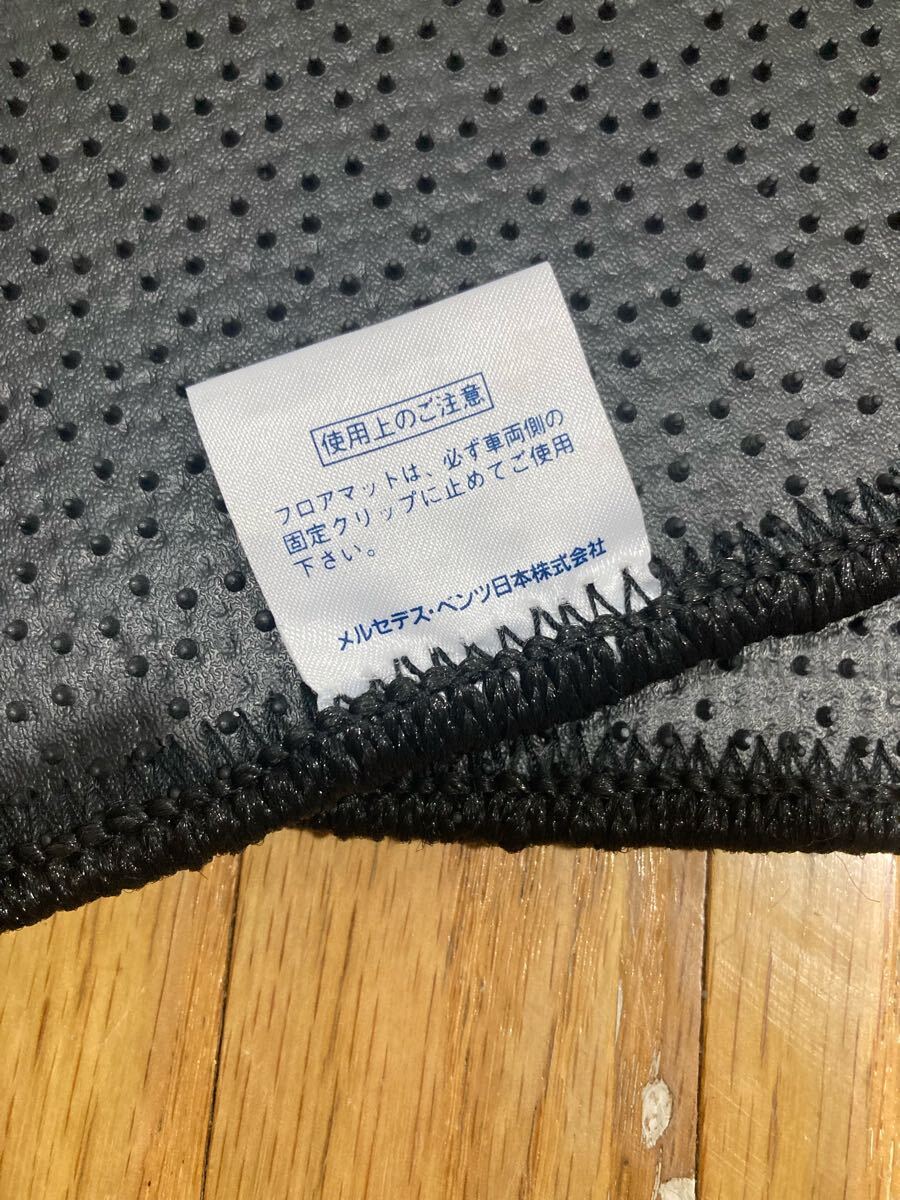 使用上のご注意
フロアマットは、必ず車両側の
固定クリップに止めてご使用
下さい。
メルセデス・ベンツ日本株式会社